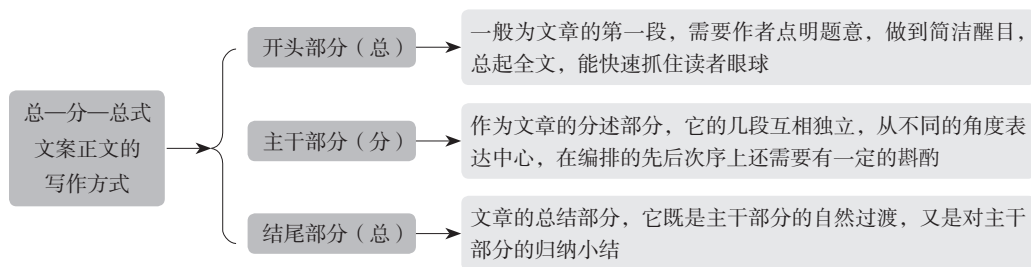 总—分—总式
文案正文的
写作方式
开头部分（总）
一般为文章的第一段，需要作者点明题意，做到简洁醒目，
总起全文，能快速抓住读者眼球
主干部分（分）
作为文章的分述部分，它的几段互相独立，从不同的角度表
达中心，在编排的先后次序上还需要有一定的斟酌
结尾部分（总）
文章的总结部分，它既是主干部分的自然过渡，又是对主干
部分的归纳小结